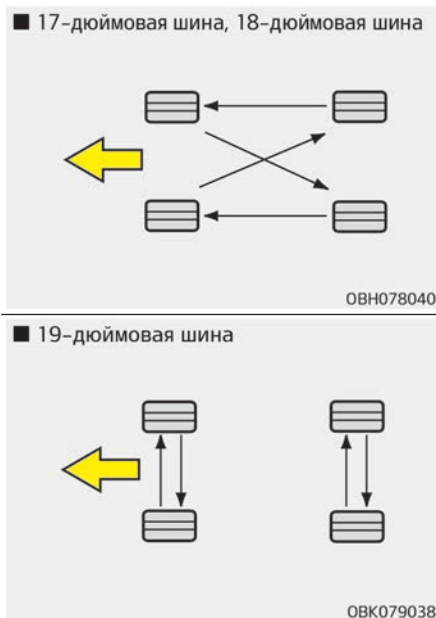 ■ 17-дюймовая шина, 18-дюймовая шина
OBH078040
■ 19-дюймовая шина
OBK079038